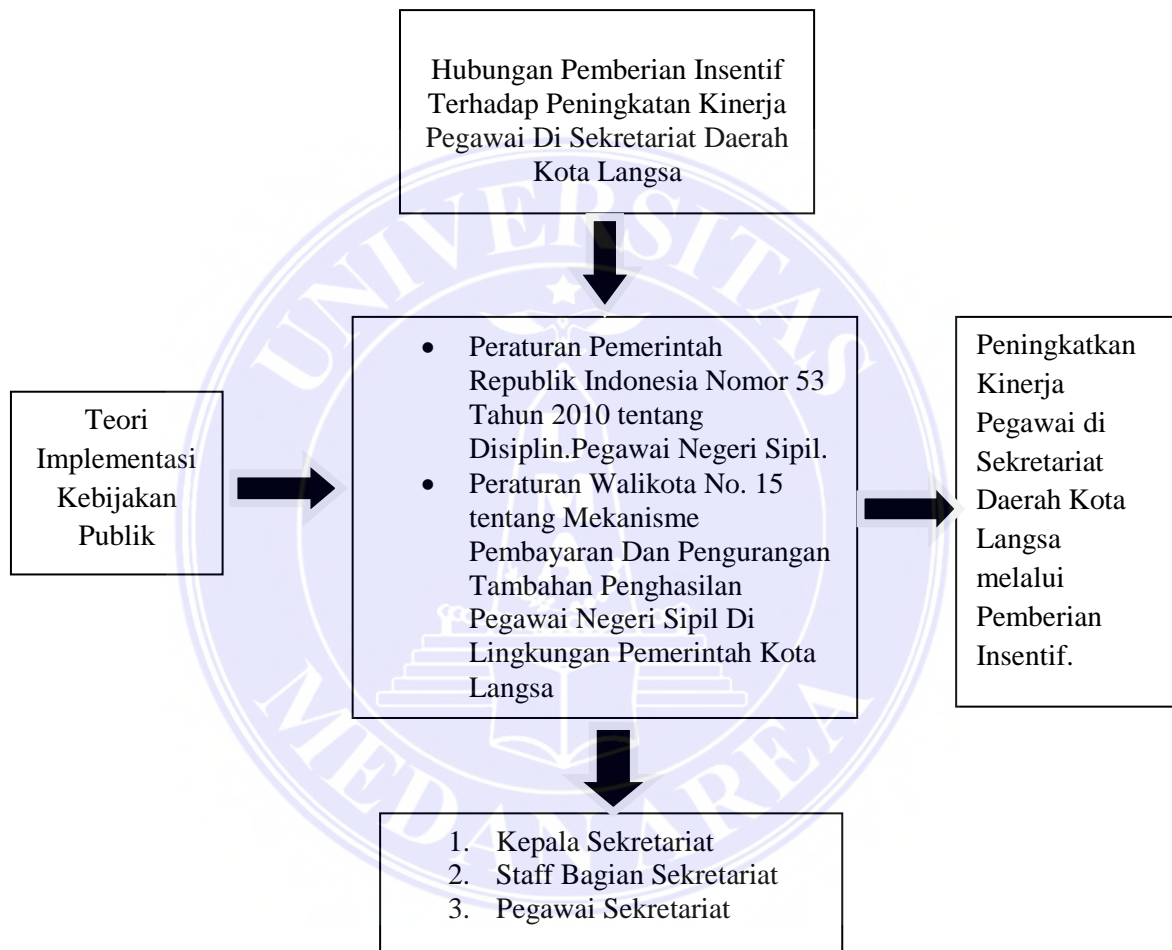 Hubungan Pemberian Insentif
Terhadap Peningkatan Kinerja
Pegawai Di Sekretariat Daerah
Kota Langsa
Teori
Implementasi
Kebijakan
Publik
• Peraturan Pemerintah
Republik Indonesia Nomor 53
Tahun 2010 tentang
Disiplin.Pegawai Negeri Sipil.
• Peraturan Walikota No. 15
tentang Mekanisme
Pembayaran Dan Pengurangan
Tambahan Penghasilan
Pegawai Negeri Sipil Di
Lingkungan Pemerintah Kota
Langsa
Peningkatkan
Kinerja
Pegawai di
Sekretariat
Daerah Kota
Langsa
melalui
Pemberian
Insentif.
1. Kepala Sekretariat
2. Staff Bagian Sekretariat
3. Pegawai Sekretariat
UNIVERSITAS
MEDAN AREA